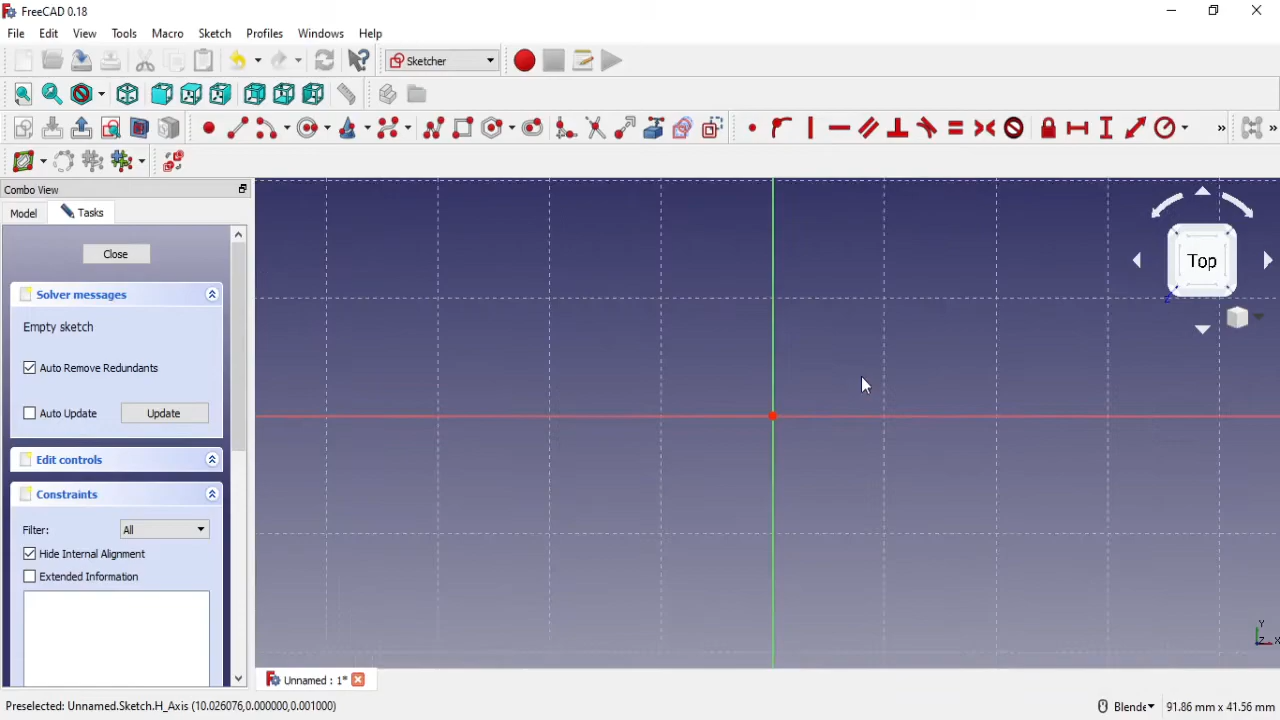 FreeCAD 0.18
File Edit View Tools Macro Sketch Profiles Windows Help
Sketcher
» »
Combo View
Model Tasks
Close
Solver messages
Empty sketch
Auto Remove Redundants
Auto Update Update
Edit controls
Constraints
Filter: All
Hide Internal Alignment
Extended Information
Top
Z
Y
Z X
Unnamed : 1*
Preselected: Unnamed.Sketch.H_Axis (10.026076,0.000000,0.001000) Blende 91.86 mm x 41.56 mm